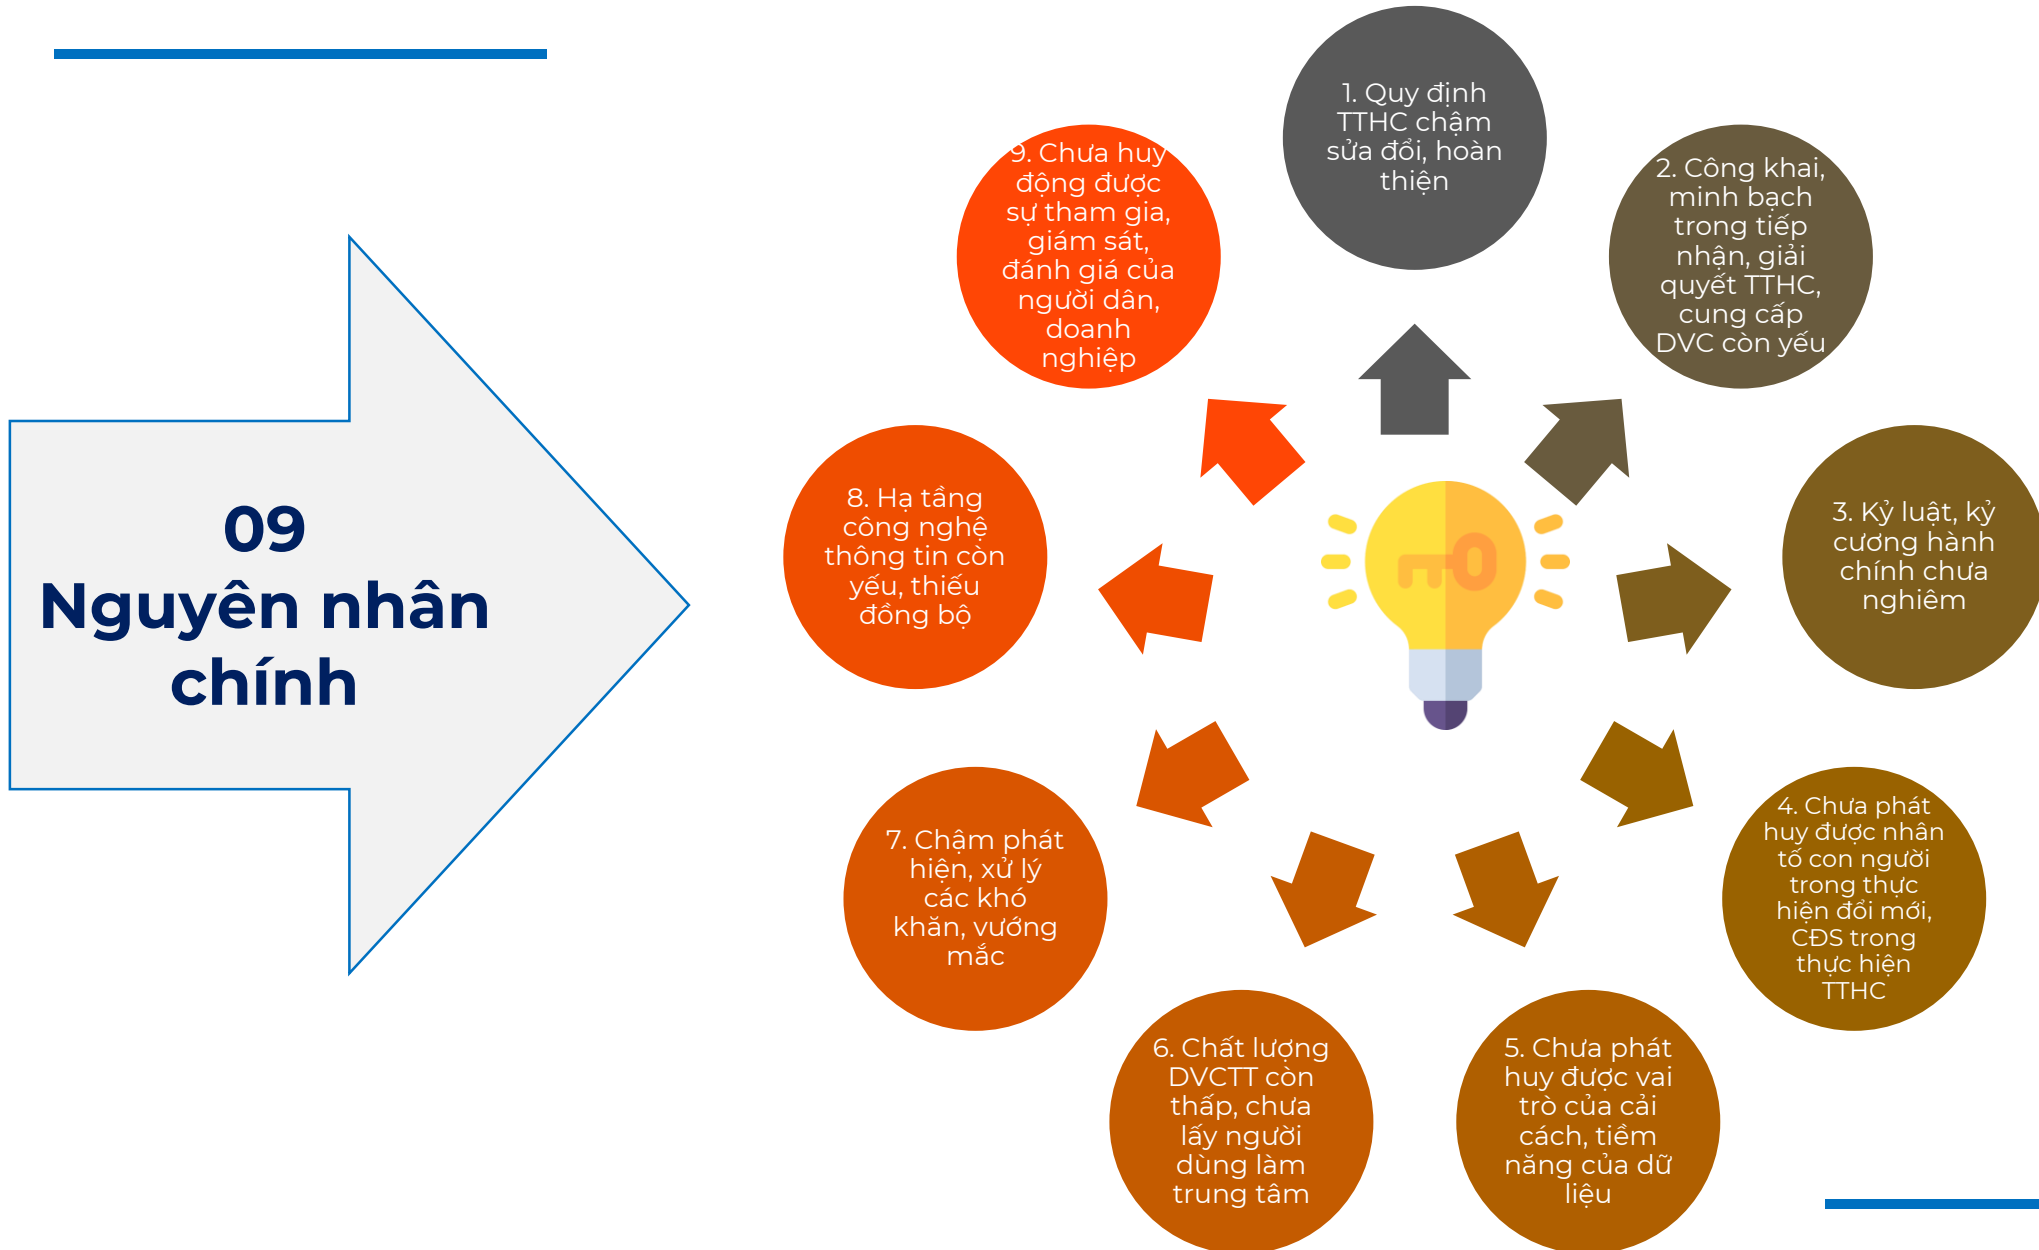 09
Nguyên nhân
chính
1. Quy định
TTHC chậm
sửa đổi, hoàn
thiện
2. Công khai,
minh bạch
trong tiếp
nhận, giải
quyết TTHC,
cung cấp
DVC còn yếu
3. Kỷ luật, kỷ
cương hành
chính chưa
nghiêm
4. Chưa phát
huy được nhân
tố con người
trong thực
hiện đổi mới,
CĐS trong
thực hiện
TTHC
5. Chưa phát
huy được vai
trò của cải
cách, tiềm
năng của dữ
liệu
6. Chất lượng
DVCTT còn
thấp, chưa
lấy người
dùng làm
trung tâm
7. Chậm phát
hiện, xử lý
các khó
khăn, vướng
mắc
8. Hạ tầng
công nghệ
thông tin còn
yếu, thiếu
đồng bộ
9. Chưa huy
động được
sự tham gia,
giám sát,
đánh giá của
người dân,
doanh
nghiệp